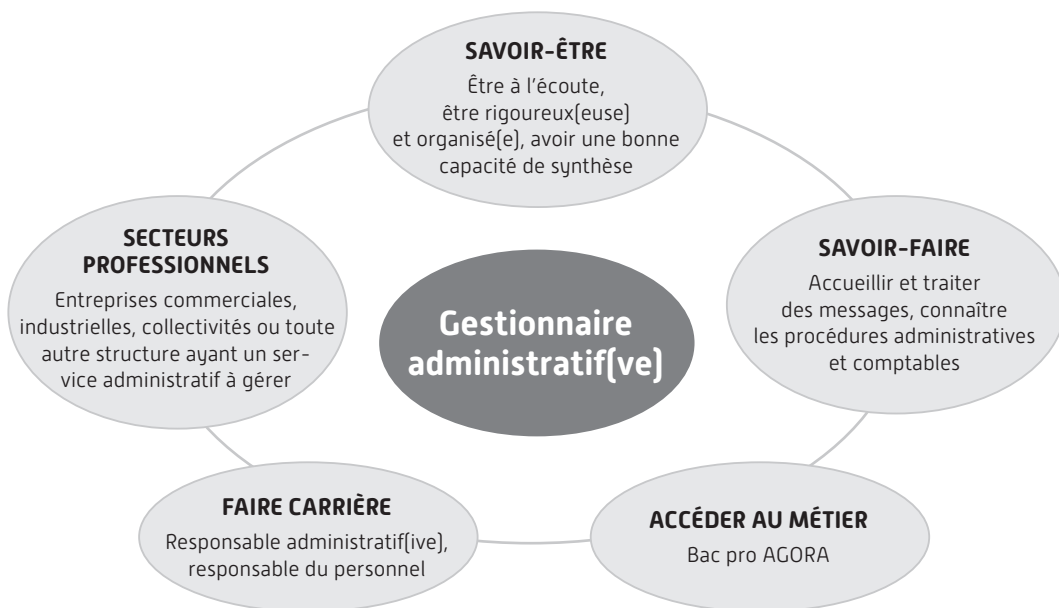 SAVOIR-ÊTRE
Être à l'écoute,
être rigoureux(euse)
et organisé(e), avoir une bonne
capacité de synthèse
SECTEURS
PROFESSIONNELS
Entreprises commerciales,
industrielles, collectivités ou toute
autre structure ayant un ser-
vice administratif à gérer
Gestionnaire
administratif(ve)
SAVOIR-FAIRE
Accueillir et traiter
des messages, connaître
les procédures administratives
et comptables
FAIRE CARRIÈRE
Responsable administratif(ive),
responsable du personnel
ACCÉDER AU MÉTIER
Bac pro AGORA